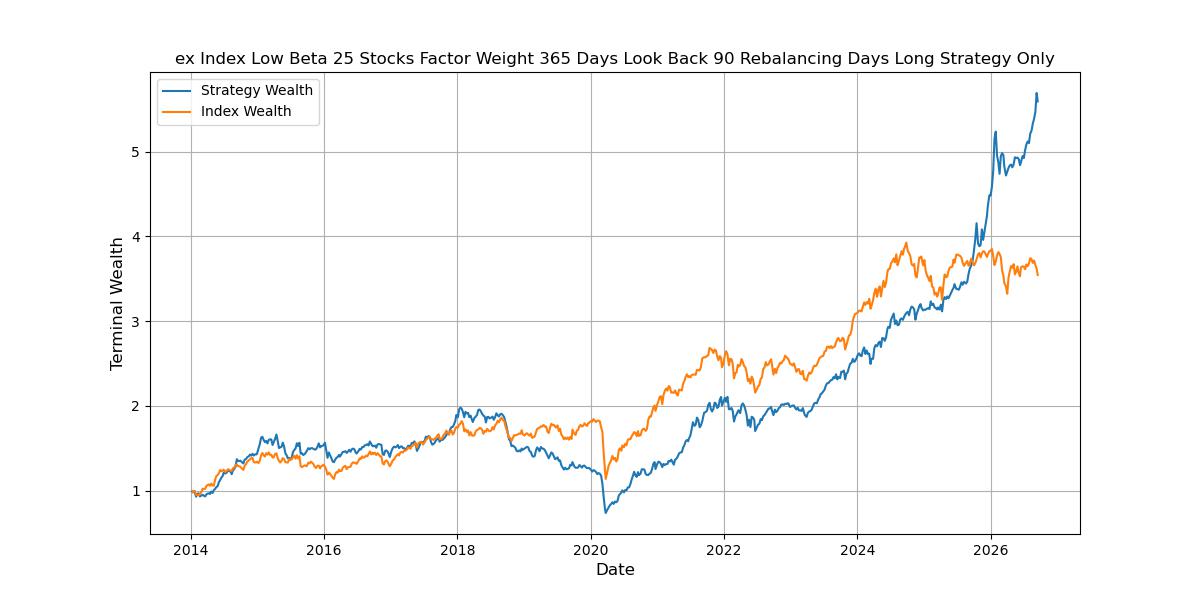 ex Index Low Beta 25 Stocks Factor Weight 365 Days Look Back 90 Rebalancing Days Long Strategy Only
Strategy Wealth
Index Wealth
Terminal Wealth
5
4
3
2
1
2014 2016 2018 2020 2022 2024 2026
Date